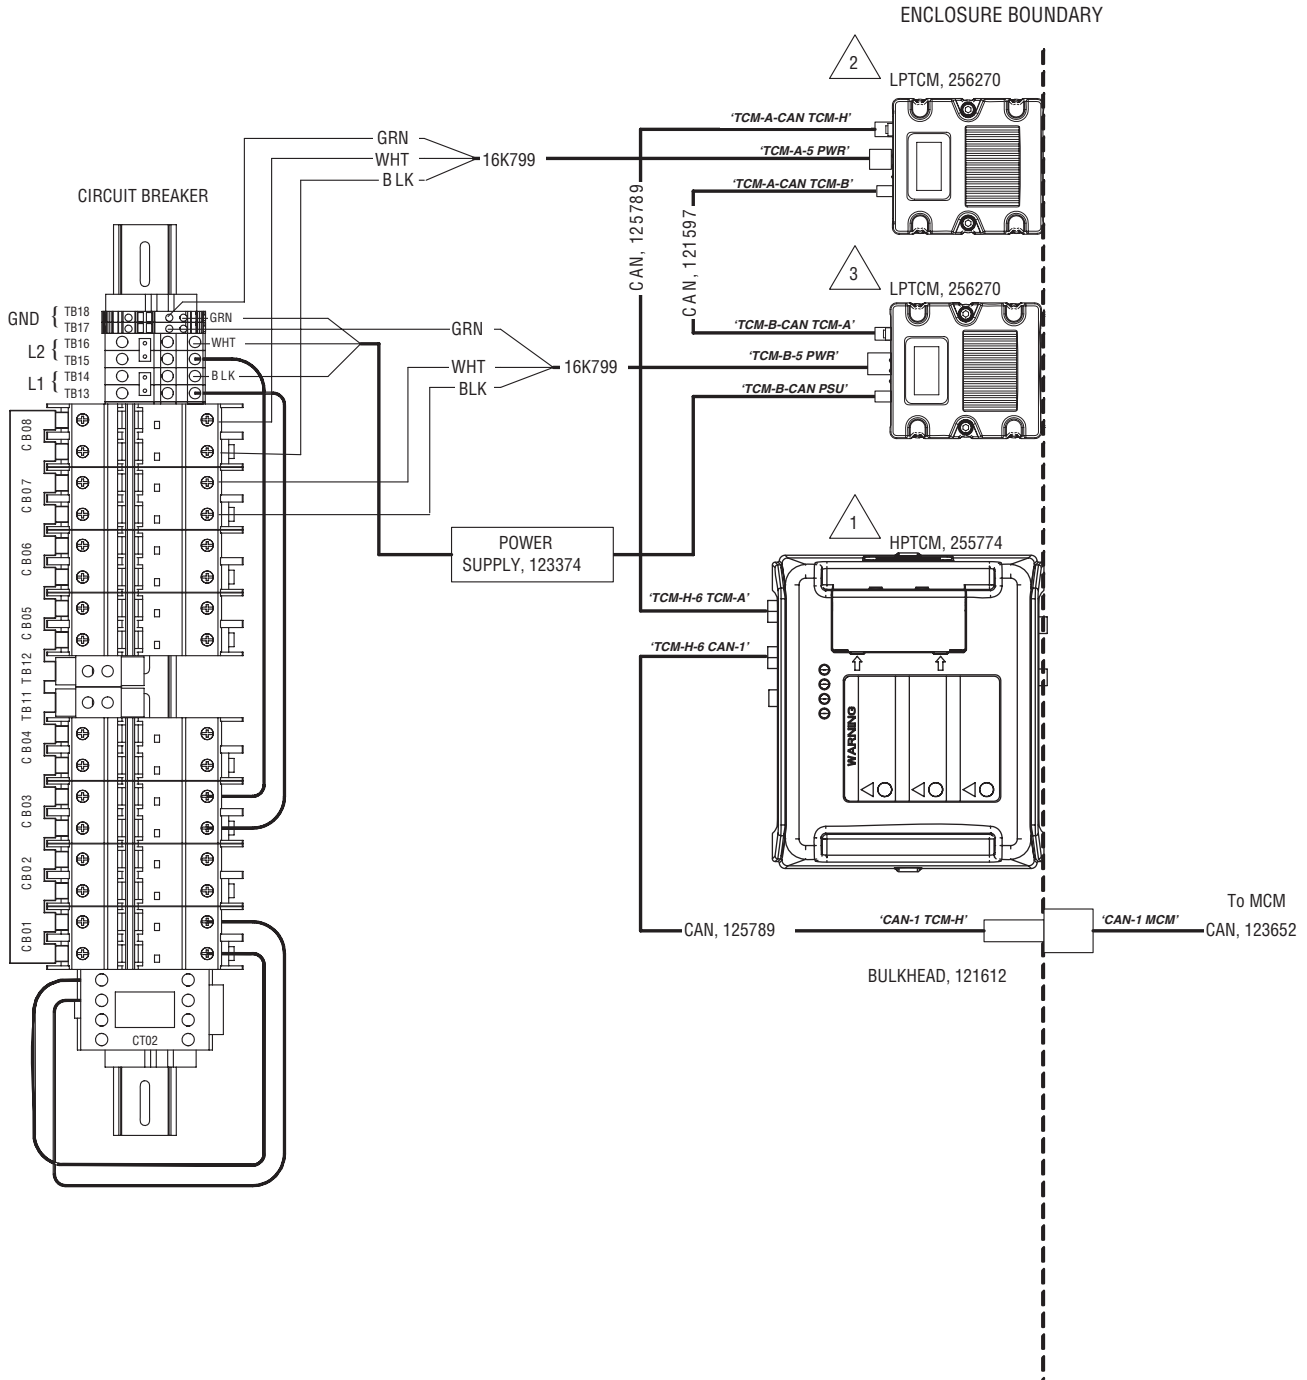 ENCLOSURE BOUNDARY
2
LPTCM, 256270
'TCM-A-CAN TCM-H'
GRN
WHT
BLK
16K799
'TCM-A-5 PWR'
'TCM-A-CAN TCM-B'
CAN, 125789
CAN, 121597
CIRCUIT BREAKER
3
LPTCM, 256270
GND {
TB18
TB17
GRN
L2 {
TB16
TB15
WHT
L1 {
TB14
TB13
BLK
GRN
WHT
BLK
16K799
'TCM-B-CAN TCM-A'
'TCM-B-5 PWR'
'TCM-B-CAN PSU'
CB08
CB07
CB06
CB05
TB12
TB11
CB04
CB03
CB02
CB01
POWER
SUPPLY, 123374
1
HPTCM, 255774
'TCM-H-6 TCM-A'
'TCM-H-6 CAN-1'
WARNING
CAN, 125789
'CAN-1 TCM-H'
'CAN-1 MCM'
To MCM
CAN, 123652
BULKHEAD, 121612
CT02